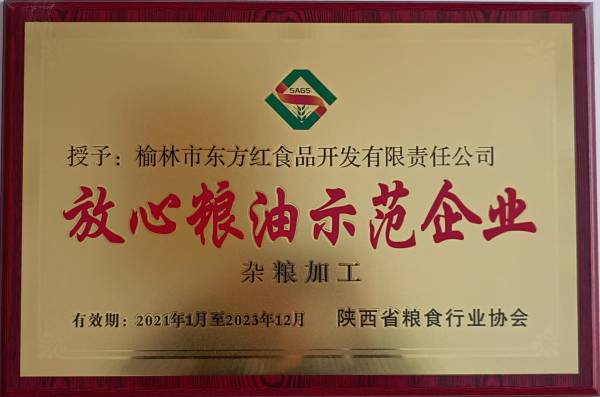 SAGS
授予：榆林市东方红食品开发有限责任公司
放心粮油示范企业
杂粮加工
有效期：2021年1月至2023年12月 陕西省粮食行业协会